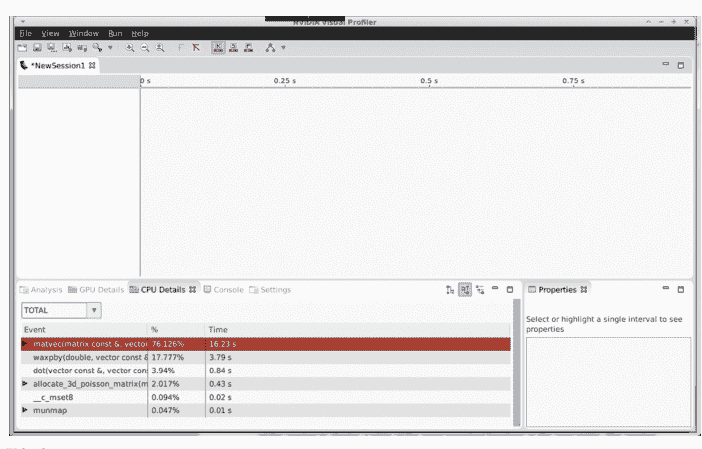 NVIDIA Visual Profiler
File View Window Run Help
*NewSession1
0 s 0.25 s 0.5 s 0.75 s
Analysis GPU Details CPU Details Console Settings
Properties
TOTAL
Select or highlight a single interval to see
properties
Event % Time
matvec(matrix const &, vector 76.126% 16.23 s
waxpby(double, vector const & 17.777% 3.79 s
dot(vector const &, vector con: 3.94% 0.84 s
allocate_3d_poisson_matrix(m 2.017% 0.43 s
__c_mset8 0.094% 0.02 s
munmap 0.047% 0.01 s